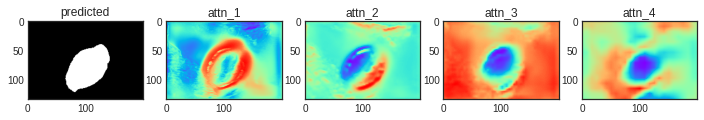 predicted
attn_1
attn_2
attn_3
attn_4
0 0 0 0 0
50 50 50 50 50
100 100 100 100 100
0 100 0 100 0 100 0 100 0 100